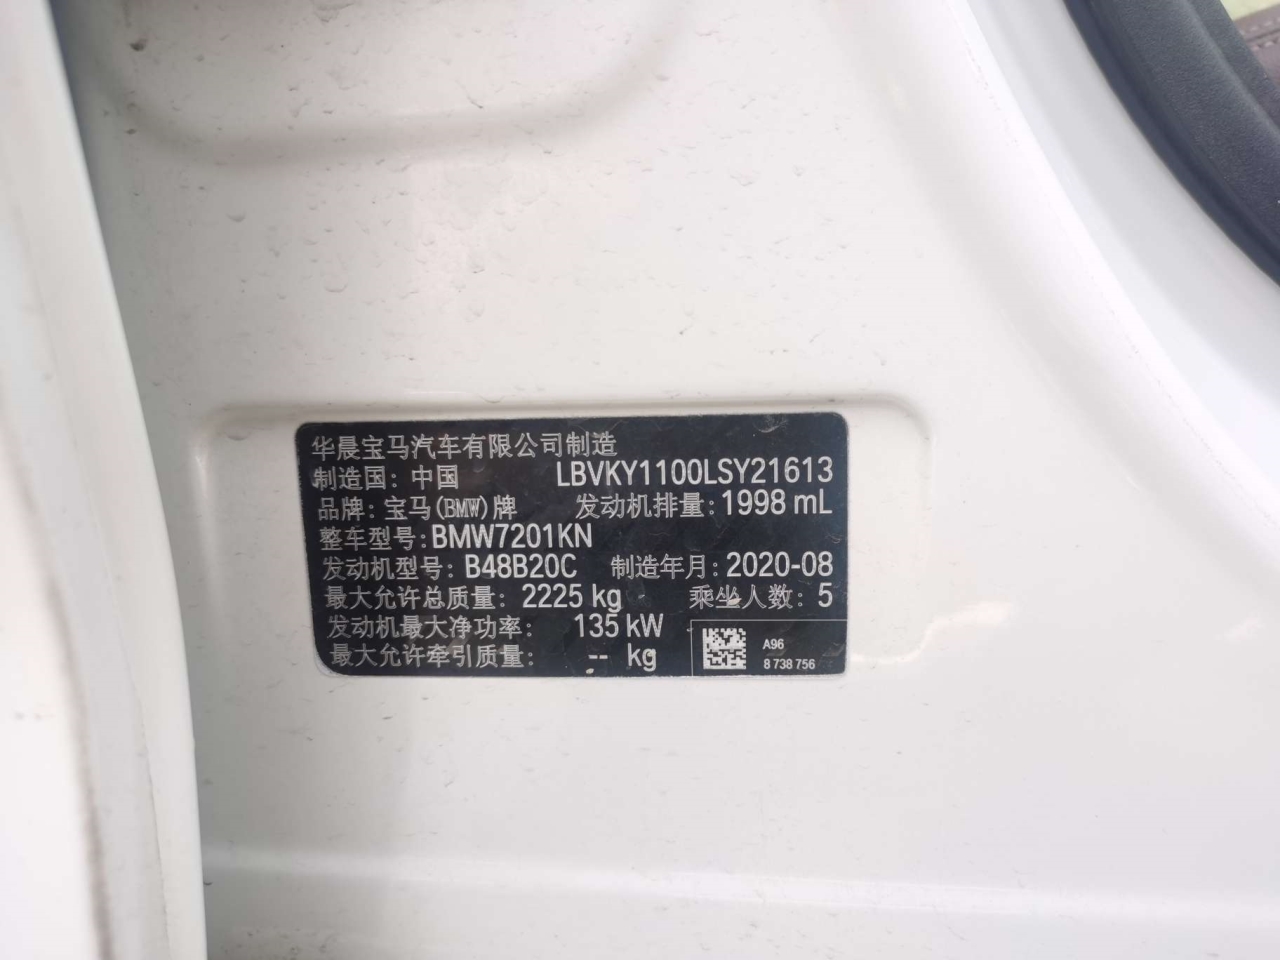 华晨宝马汽车有限公司制造
制造国：中国 LBVKY1100LSY21613
品牌：宝马(BMW)牌 发动机排量：1998 mL
整车型号：BMW7201KN
发动机型号：B48B20C 制造年月：2020-08
最大允许总质量：2225 kg 乘坐人数：5
发动机最大净功率：135 kW
最大允许牵引质量：-- kg
A96
8 738 756